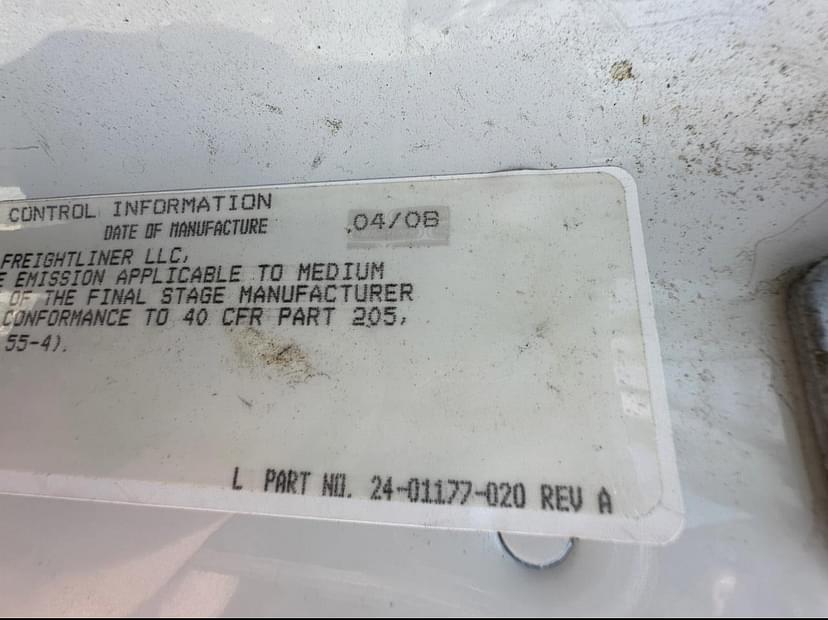 CONTROL INFORMATION
DATE OF MANUFACTURE 04/08
FREIGHTLINER LLC,
E EMISSION APPLICABLE TO MEDIUM
OF THE FINAL STAGE MANUFACTURER
CONFORMANCE TO 40 CFR PART 205,
55-4).
L PART NO. 24-01177-020 REV A